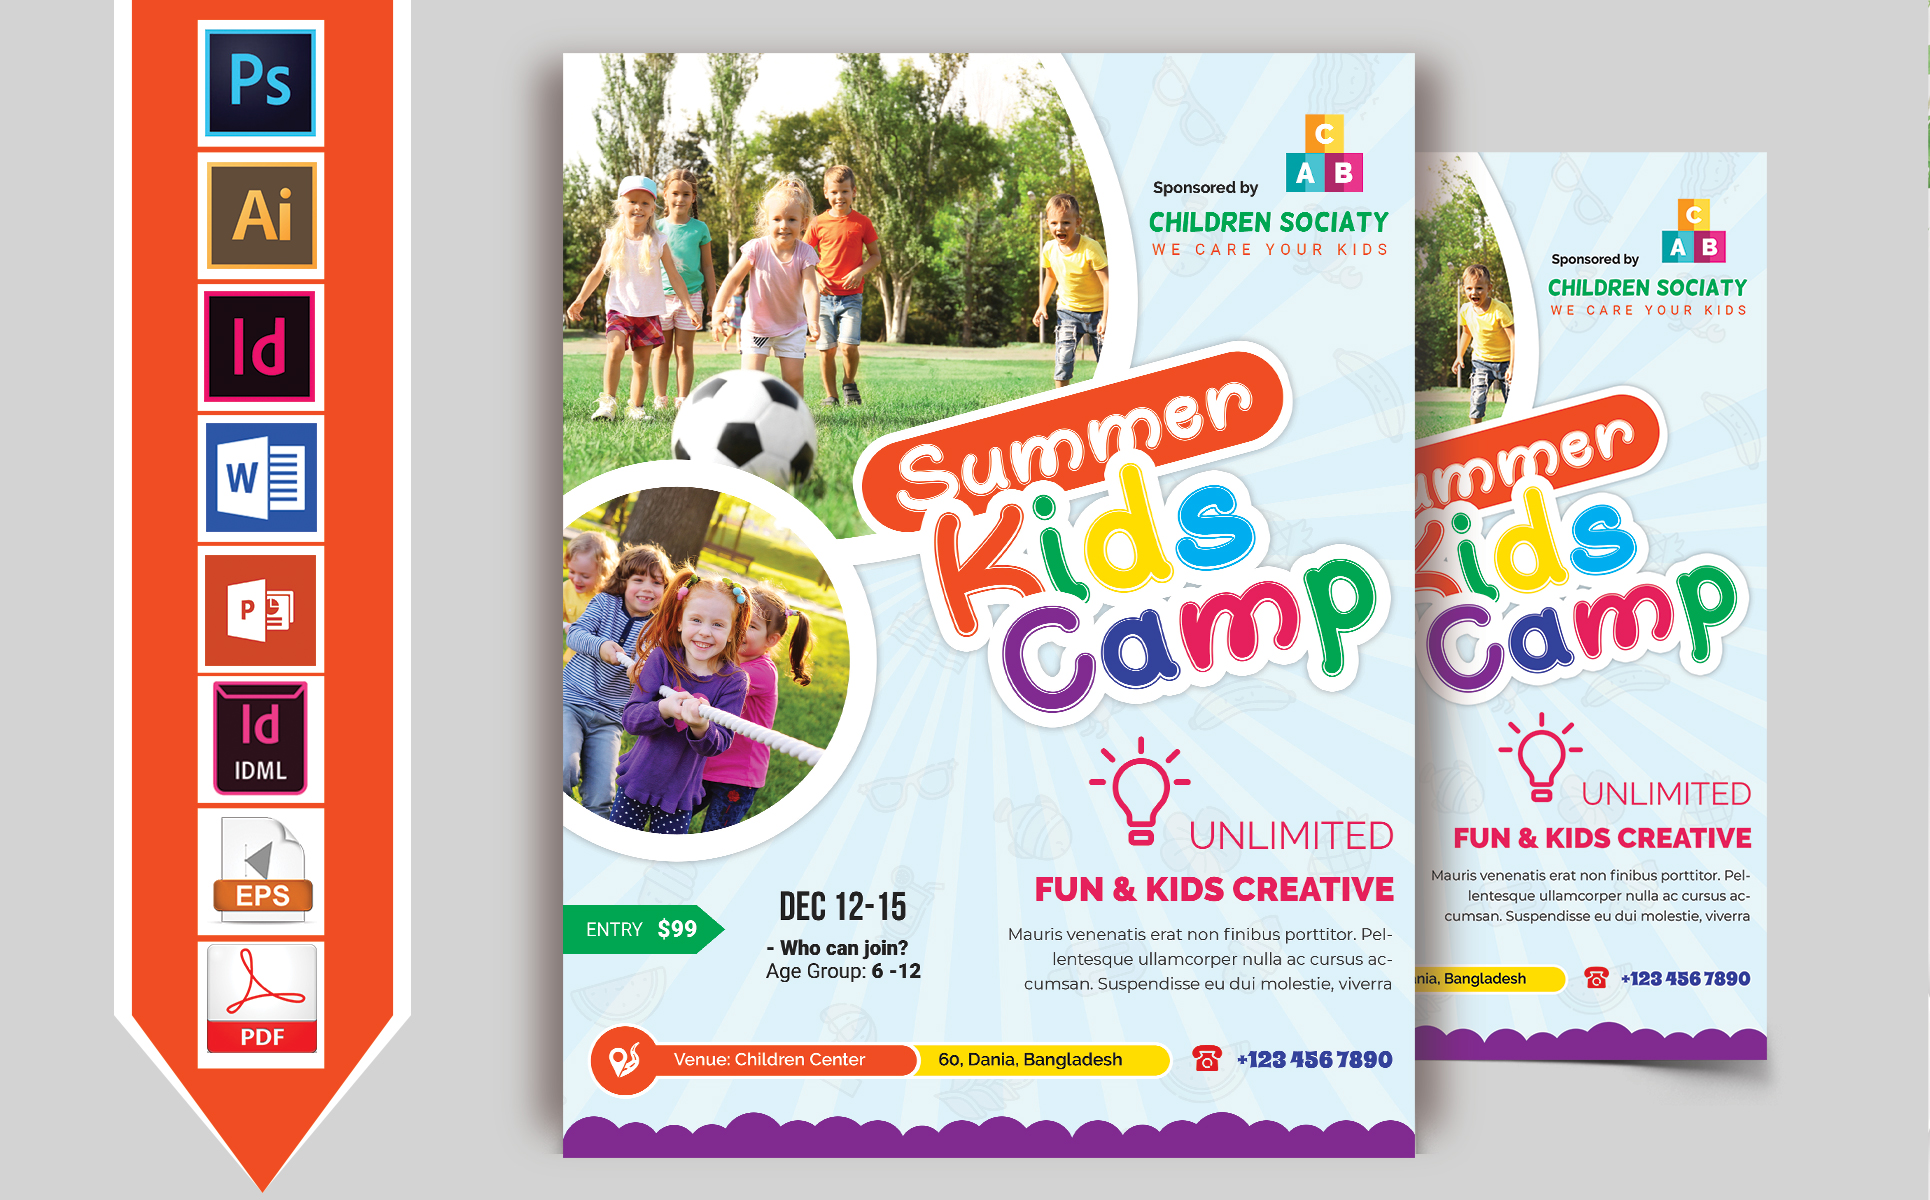 Ps
Ai
Id
W
P
Id
IDML
EPS
PDF
C
A B
Sponsored by
CHILDREN SOCIATY
WE CARE YOUR KIDS
Summer
Kids
Camp
UNLIMITED
FUN & KIDS CREATIVE
Mauris venenatis erat non finibus porttitor. Pel-
lentesque ullamcorper nulla ac cursus ac-
cumsan. Suspendisse eu dui molestie, viverra
ENTRY $99
DEC 12-15
- Who can join?
Age Group: 6 -12
Venue: Children Center
60, Dania, Bangladesh
+123 456 7890
C
A B
Sponsored by
CHILDREN SOCIATY
WE CARE YOUR KIDS
ummer
Kids
Camp
UNLIMITED
FUN & KIDS CREATIVE
Mauris venenatis erat non finibus porttitor. Pel-
lentesque ullamcorper nulla ac cursus ac-
cumsan. Suspendisse eu dui molestie, viverra
nia, Bangladesh
+123 456 7890